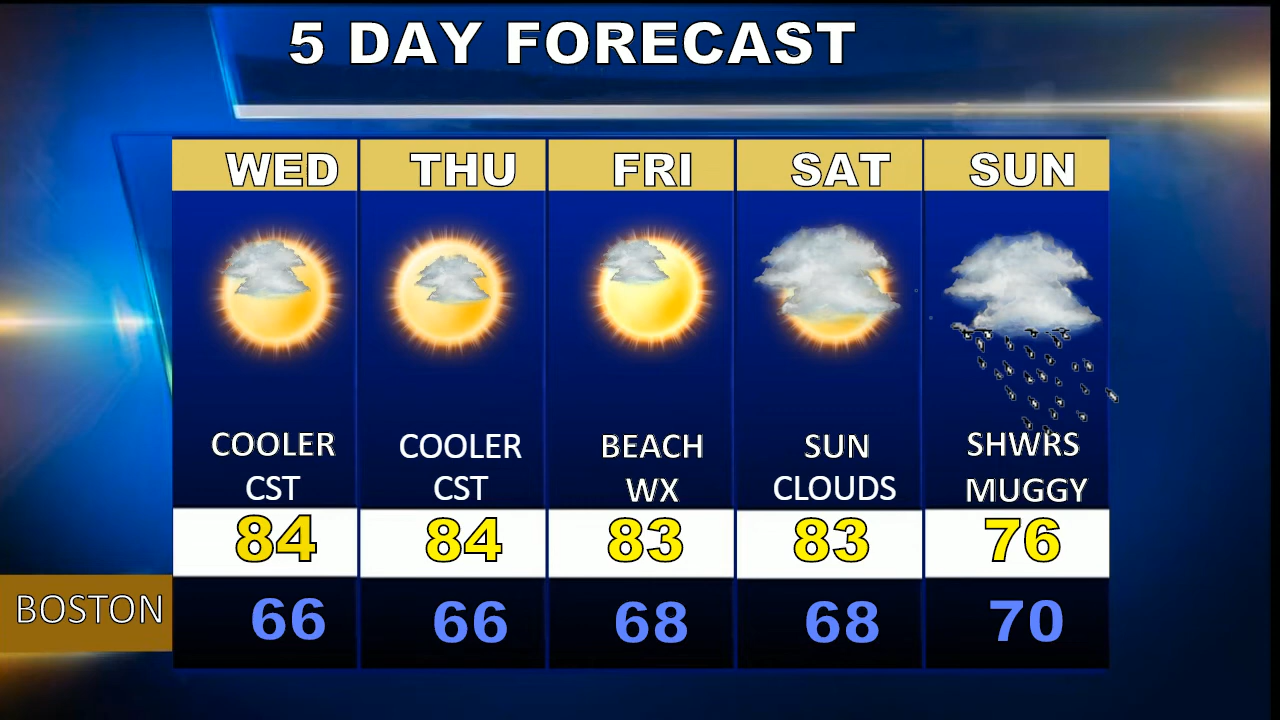 5 DAY FORECAST
WED THU FRI SAT SUN
COOLER COOLER BEACH SUN SHWRS
CST CST WX CLOUDS MUGGY
84 84 83 83 76
BOSTON 66 66 68 68 70